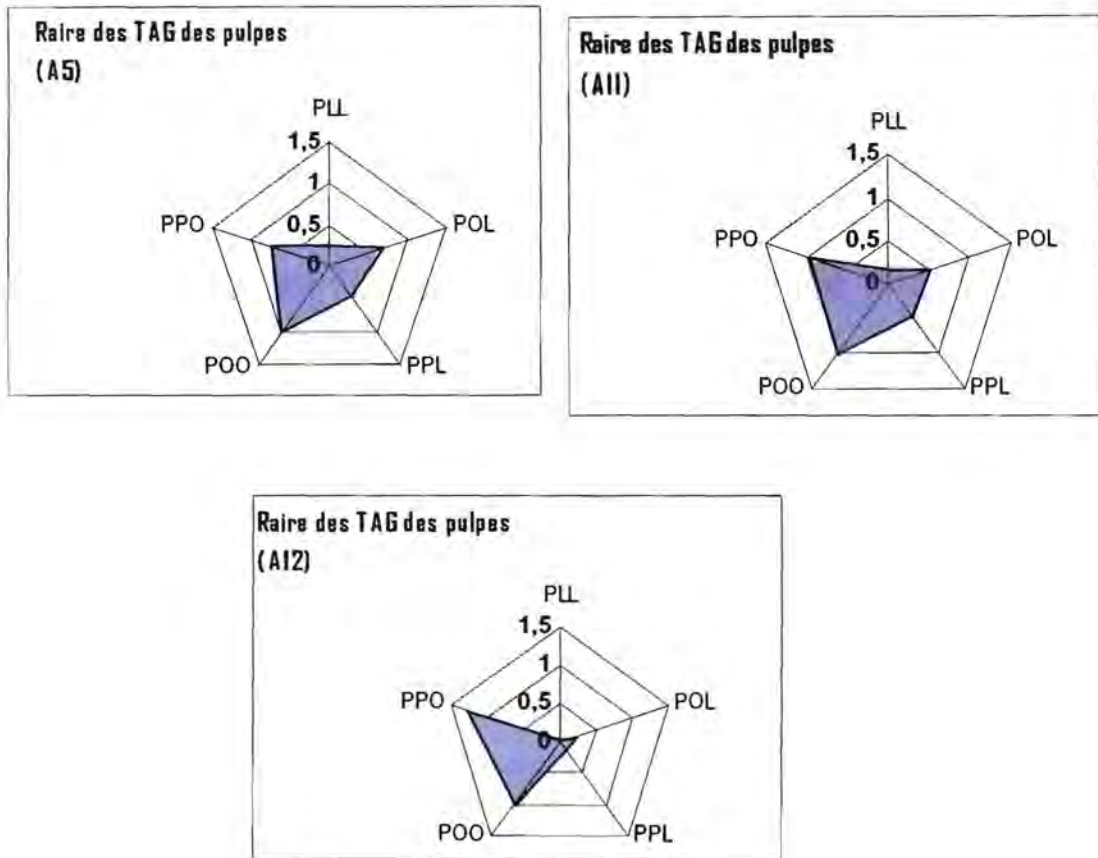 Raire des TAG des pulpes
(A5)
PLL
1,5
1
0,5
0
PPO
POL
POO
PPL
Raire des TAG des pulpes
(A11)
PLL
1,5
1
0,5
0
PPO
POL
POO
PPL
Raire des TAG des pulpes
(A12)
PLL
1,5
1
0,5
0
PPO
POL
POO
PPL